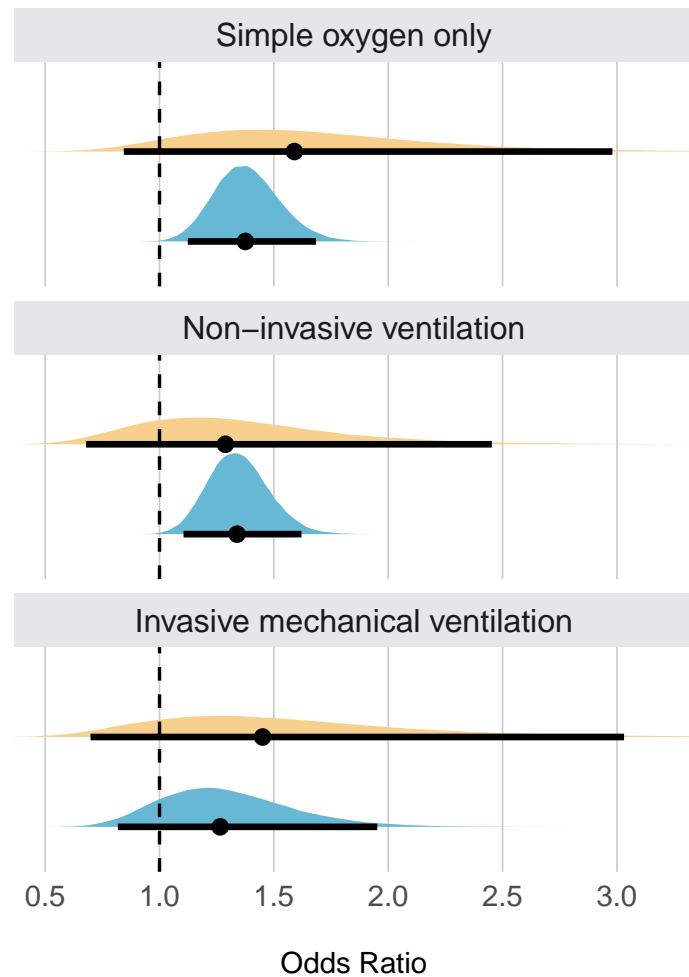 Simple oxygen only
Non−invasive ventilation
Invasive mechanical ventilation
0.5 1.0 1.5 2.0 2.5 3.0
Odds Ratio